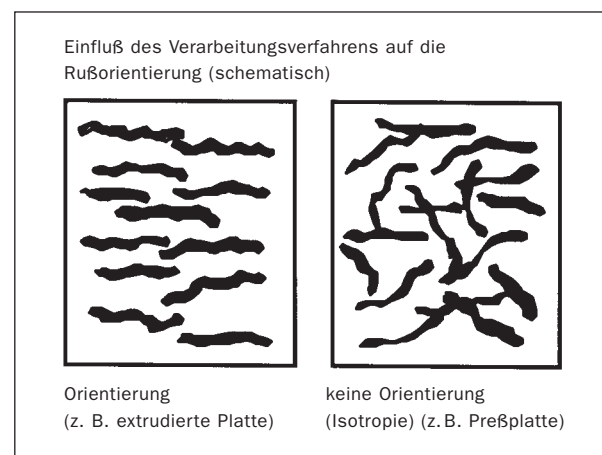 Einfluß des Verarbeitungsverfahrens auf die
Rußorientierung (schematisch)
Orientierung
(z. B. extrudierte Platte)
keine Orientierung
(Isotropie) (z. B. Preßplatte)